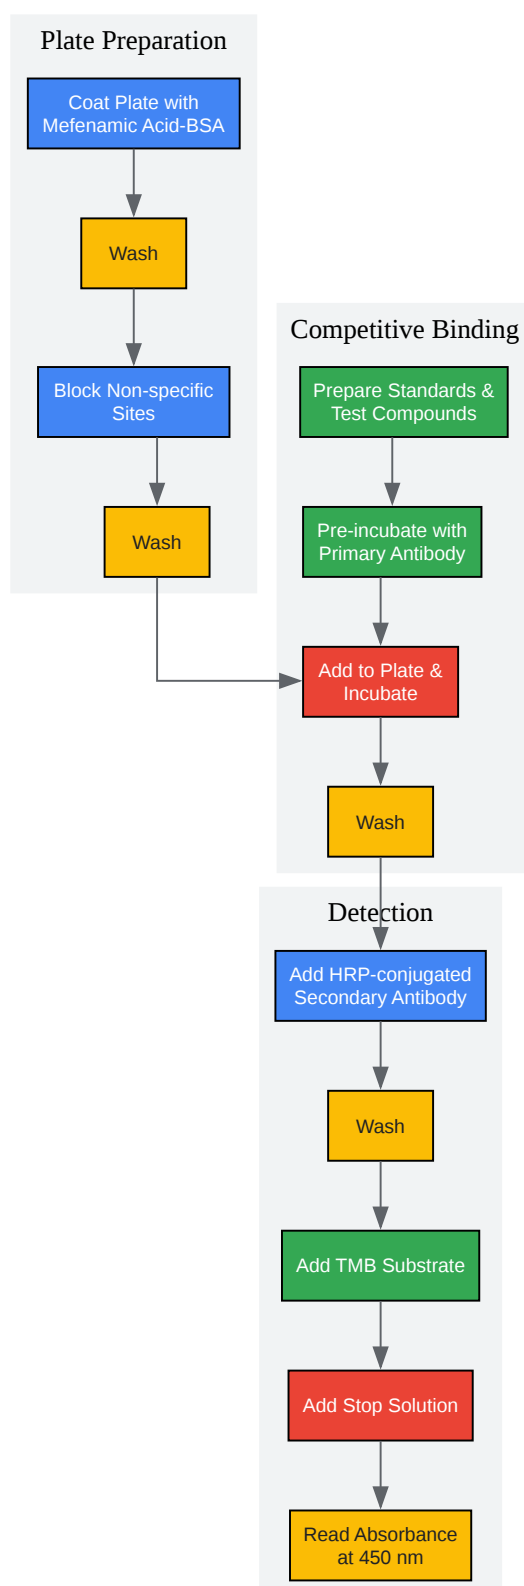 Plate Preparation
Coat Plate with
Mefenamic Acid-BSA
Wash
Block Non-specific
Sites
Wash
Competitive Binding
Prepare Standards &
Test Compounds
Pre-incubate with
Primary Antibody
Add to Plate &
Incubate
Wash
Detection
Add HRP-conjugated
Secondary Antibody
Wash
Add TMB Substrate
Add Stop Solution
Read Absorbance
at 450 nm